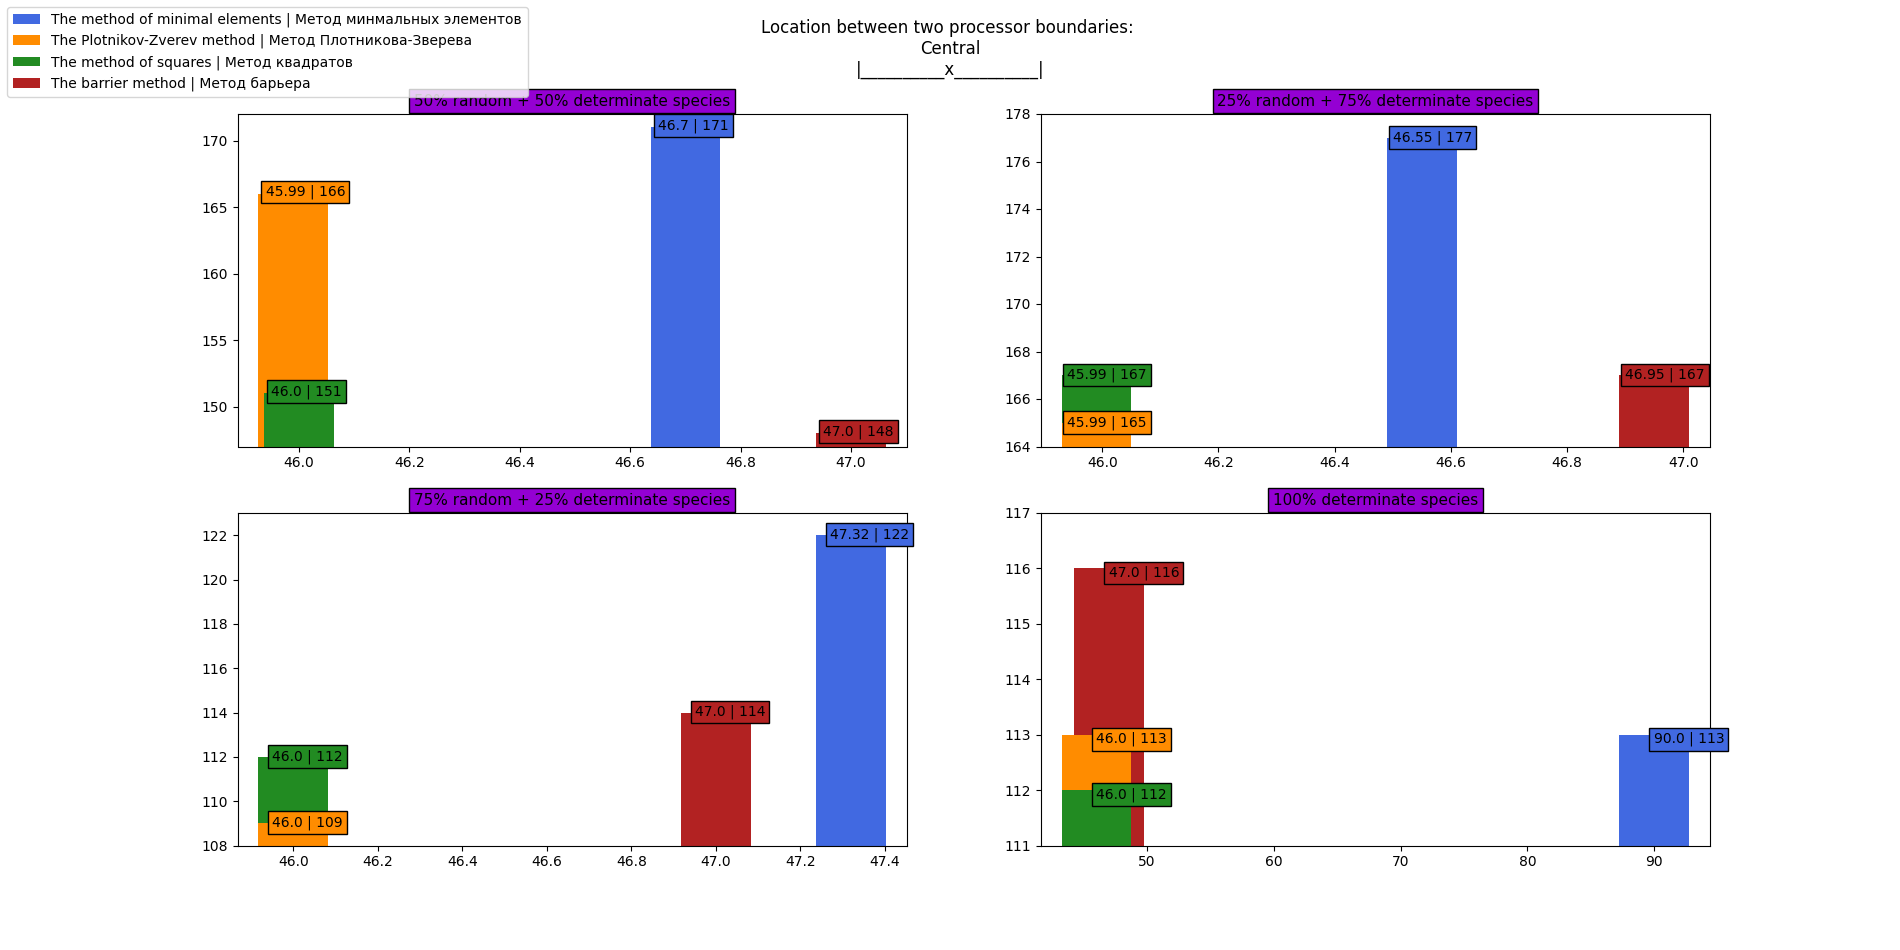 The method of minimal elements | Метод минмальных элементов
The Plotnikov-Zverev method | Метод Плотникова-Зверева
The method of squares | Метод квадратов
The barrier method | Метод барьера
Location between two processor boundaries:
Central
|__________x__________|
50% random + 50% determinate species
170
165
160
155
150
46.7 | 171
45.99 | 166
46.0 | 151
47.0 | 148
46.0 46.2 46.4 46.6 46.8 47.0
25% random + 75% determinate species
178
176
174
172
170
168
166
164
46.55 | 177
45.99 | 167
46.95 | 167
45.99 | 165
46.0 46.2 46.4 46.6 46.8 47.0
75% random + 25% determinate species
122
120
118
116
114
112
110
108
47.32 | 122
47.0 | 114
46.0 | 112
46.0 | 109
46.0 46.2 46.4 46.6 46.8 47.0 47.2 47.4
100% determinate species
117
116
115
114
113
112
111
47.0 | 116
46.0 | 113
90.0 | 113
46.0 | 112
50 60 70 80 90